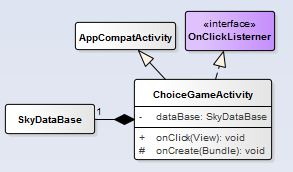 «interface»
AppCompatActivity
OnClickListerner
ChoiceGameActivity
- dataBase: SkyDataBase
+ onClick(View): void
# onCreate(Bundle): void
SkyDataBase
1